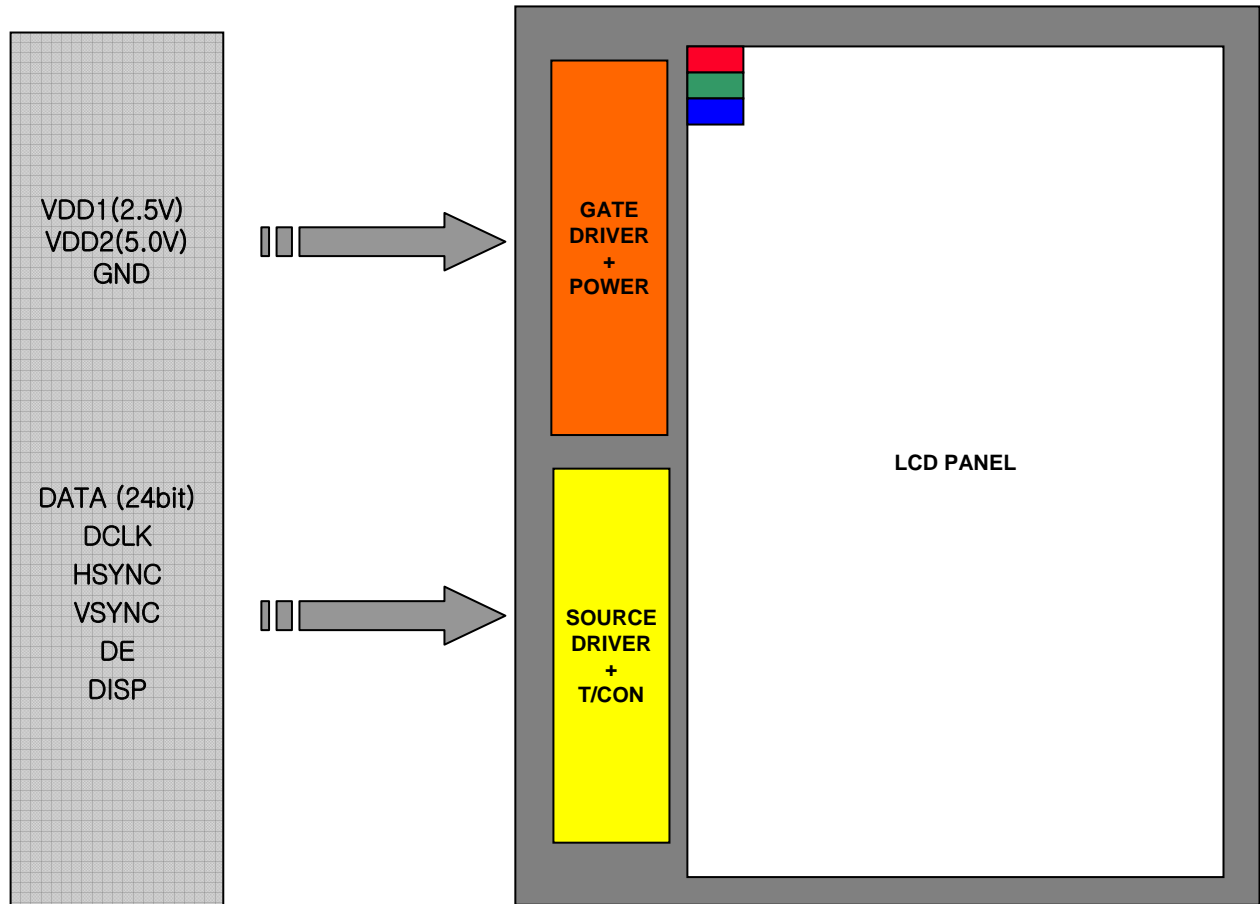 VDD1(2.5V)
VDD2(5.0V)
GND
DATA (24bit)
DCLK
HSYNC
VSYNC
DE
DISP
GATE
DRIVER
+
POWER
SOURCE
DRIVER
+
T/CON
LCD PANEL